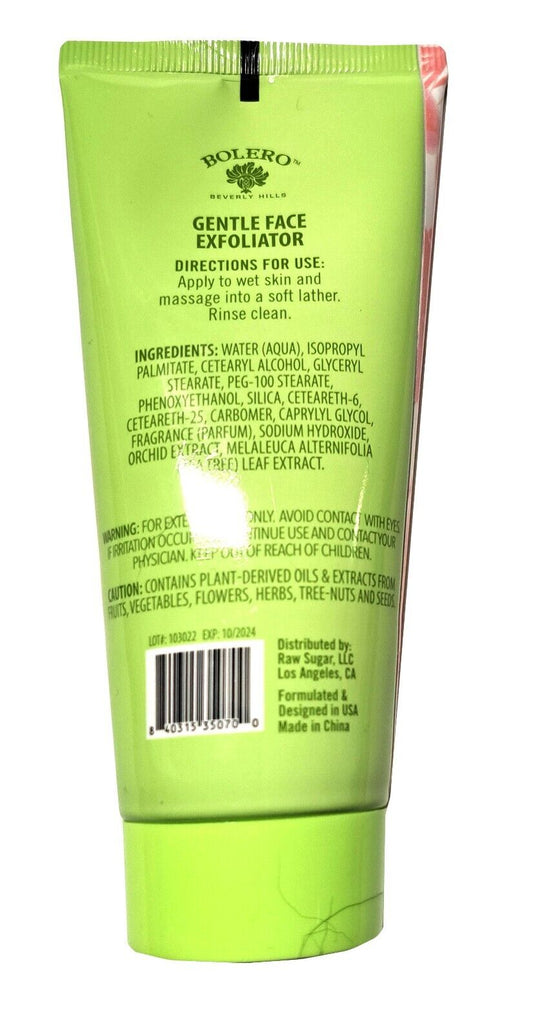 BOLERO™
BEVERLY HILLS
GENTLE FACE
EXFOLIATOR
DIRECTIONS FOR USE:
Apply to wet skin and
massage into a soft lather.
Rinse clean.
INGREDIENTS: WATER (AQUA), ISOPROPYL
PALMITATE, CETEARYL ALCOHOL, GLYCERYL
STEARATE, PEG-100 STEARATE,
PHENOXYETHANOL, SILICA, CETEARETH-6,
CETEARETH-25, CARBOMER, CAPRYLYL GLYCOL,
FRAGRANCE (PARFUM), SODIUM HYDROXIDE,
ORCHID EXTRACT, MELALEUCA ALTERNIFOLIA
(TEA TREE) LEAF EXTRACT.
WARNING: FOR ONLY. AVOID CONTACT WITH EYES.
IF IRRITATION USE AND CONTACT YOUR
PHYSICIAN. KEEP OUT OF REACH OF CHILDREN.
CAUTION: CONTAINS PLANT-DERIVED OILS & EXTRACTS FROM
FRUITS, VEGETABLES, FLOWERS, HERBS, TREE-NUTS AND SEEDS.
LOT#: 103022 EXP: 10/2024
Distributed by:
Raw Sugar, LLC
Los Angeles, CA
Formulated &
Designed in USA
Made in China
8 40315 35070 0